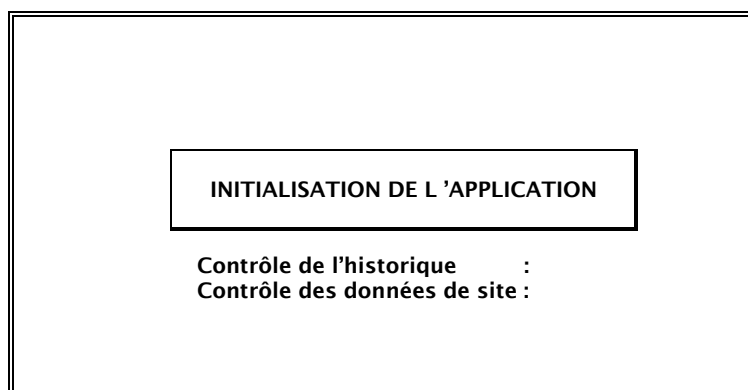 INITIALISATION DE L ’APPLICATION
Contrôle de l’historique :
Contrôle des données de site :